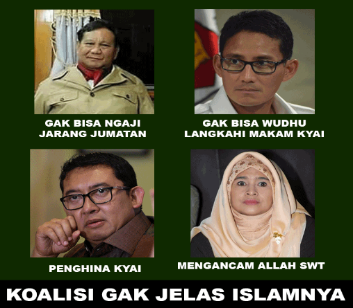 GAK BISA NGAJI
JARANG JUMATAN
GAK BISA WUDHU
LANGKAHI MAKAM KYAI
PENGHINA KYAI
MENGANCAM ALLAH SWT
KOALISI GAK JELAS ISLAMNYA